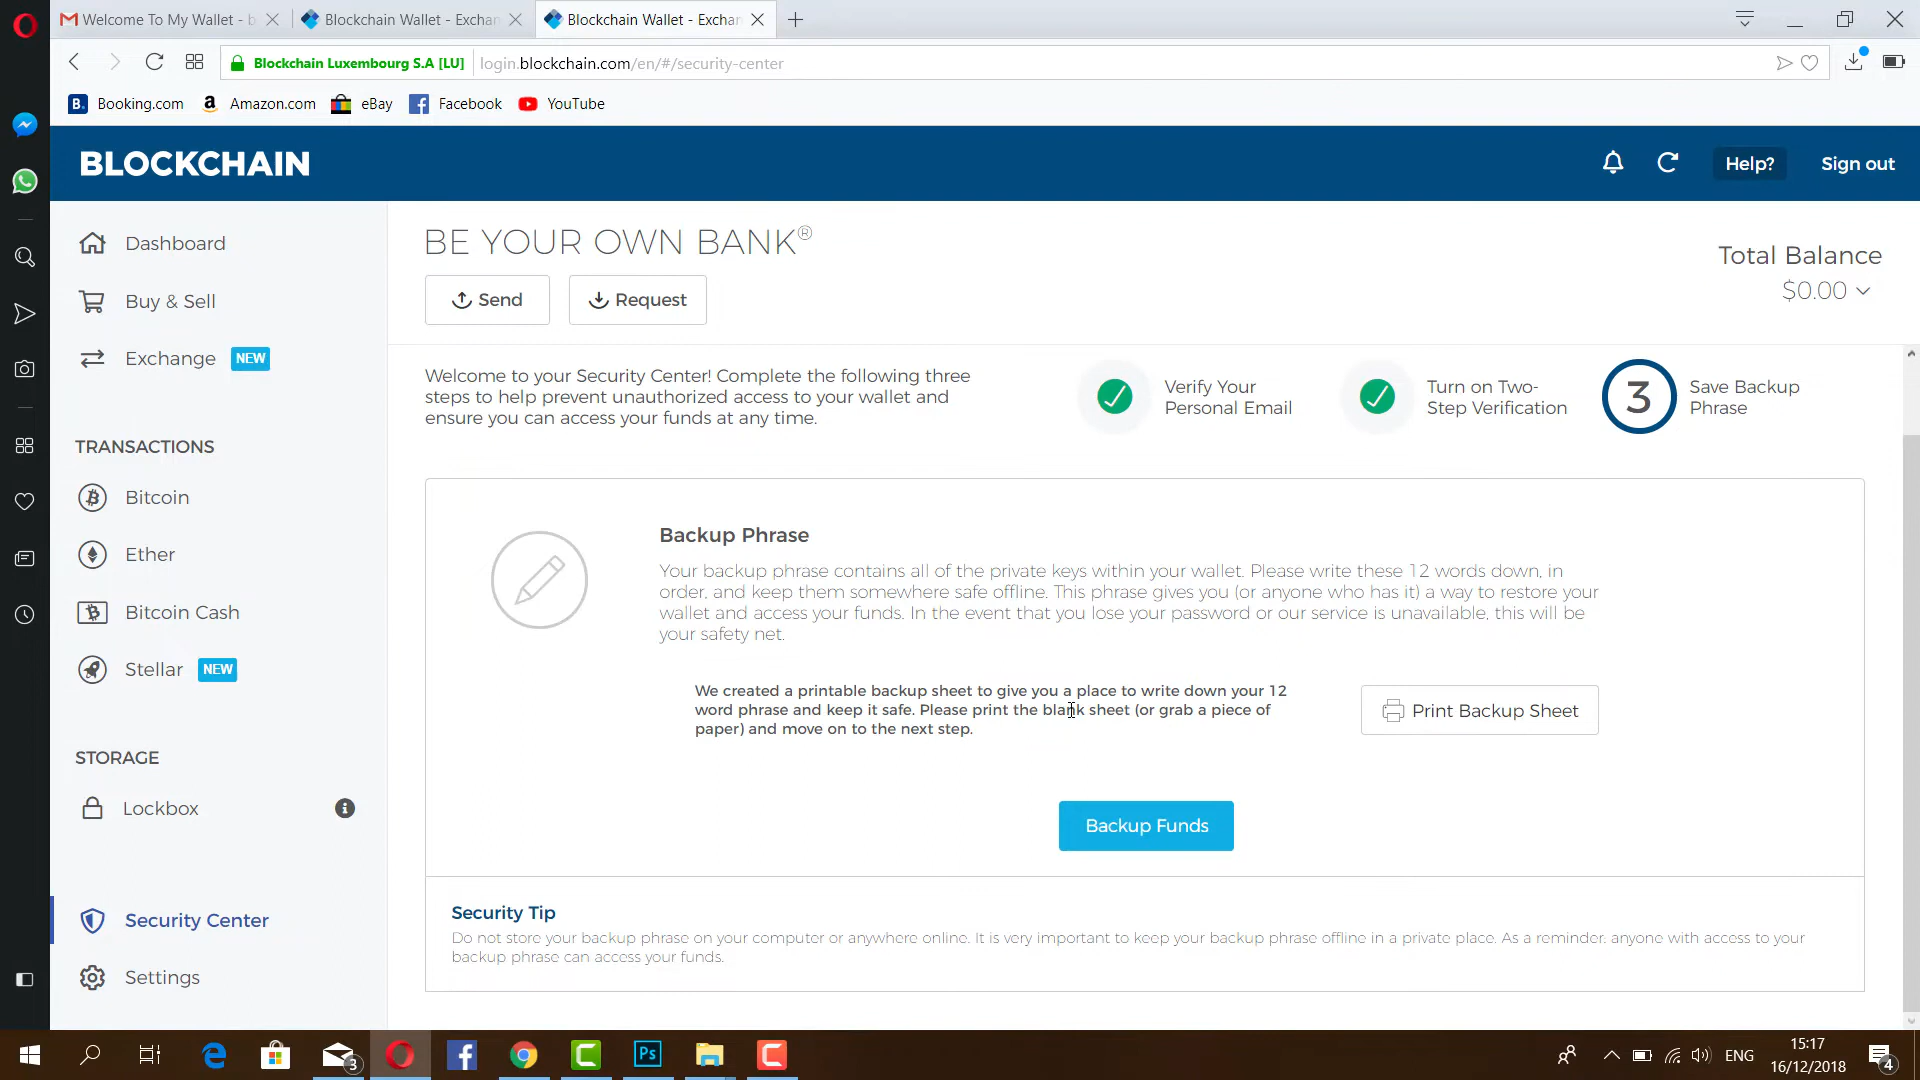 Welcome To My Wallet - b
Blockchain Wallet - Exchan
Blockchain Wallet - Exchan
Blockchain Luxembourg S.A [LU]
login.blockchain.com/en/#/security-center
Booking.com
Amazon.com
eBay
Facebook
YouTube
BLOCKCHAIN
Help?
Sign out
Dashboard
Buy & Sell
Exchange NEW
TRANSACTIONS
Bitcoin
Ether
Bitcoin Cash
Stellar NEW
STORAGE
Lockbox
Security Center
Settings
BE YOUR OWN BANK®
Send
Request
Total Balance
$0.00
Welcome to your Security Center! Complete the following three
steps to help prevent unauthorized access to your wallet and
ensure you can access your funds at any time.
Verify Your
Personal Email
Turn on Two-
Step Verification
3
Save Backup
Phrase
Backup Phrase
Your backup phrase contains all of the private keys within your wallet. Please write these 12 words down, in
order, and keep them somewhere safe offline. This phrase gives you (or anyone who has it) a way to restore your
wallet and access your funds. In the event that you lose your password or our service is unavailable, this will be
your safety net.
We created a printable backup sheet to give you a place to write down your 12
word phrase and keep it safe. Please print the blank sheet (or grab a piece of
paper) and move on to the next step.
Print Backup Sheet
Backup Funds
Security Tip
Do not store your backup phrase on your computer or anywhere online. It is very important to keep your backup phrase offline in a private place. As a reminder, anyone with access to your
backup phrase can access your funds.
3
Ps
ENG
15:17
16/12/2018
4